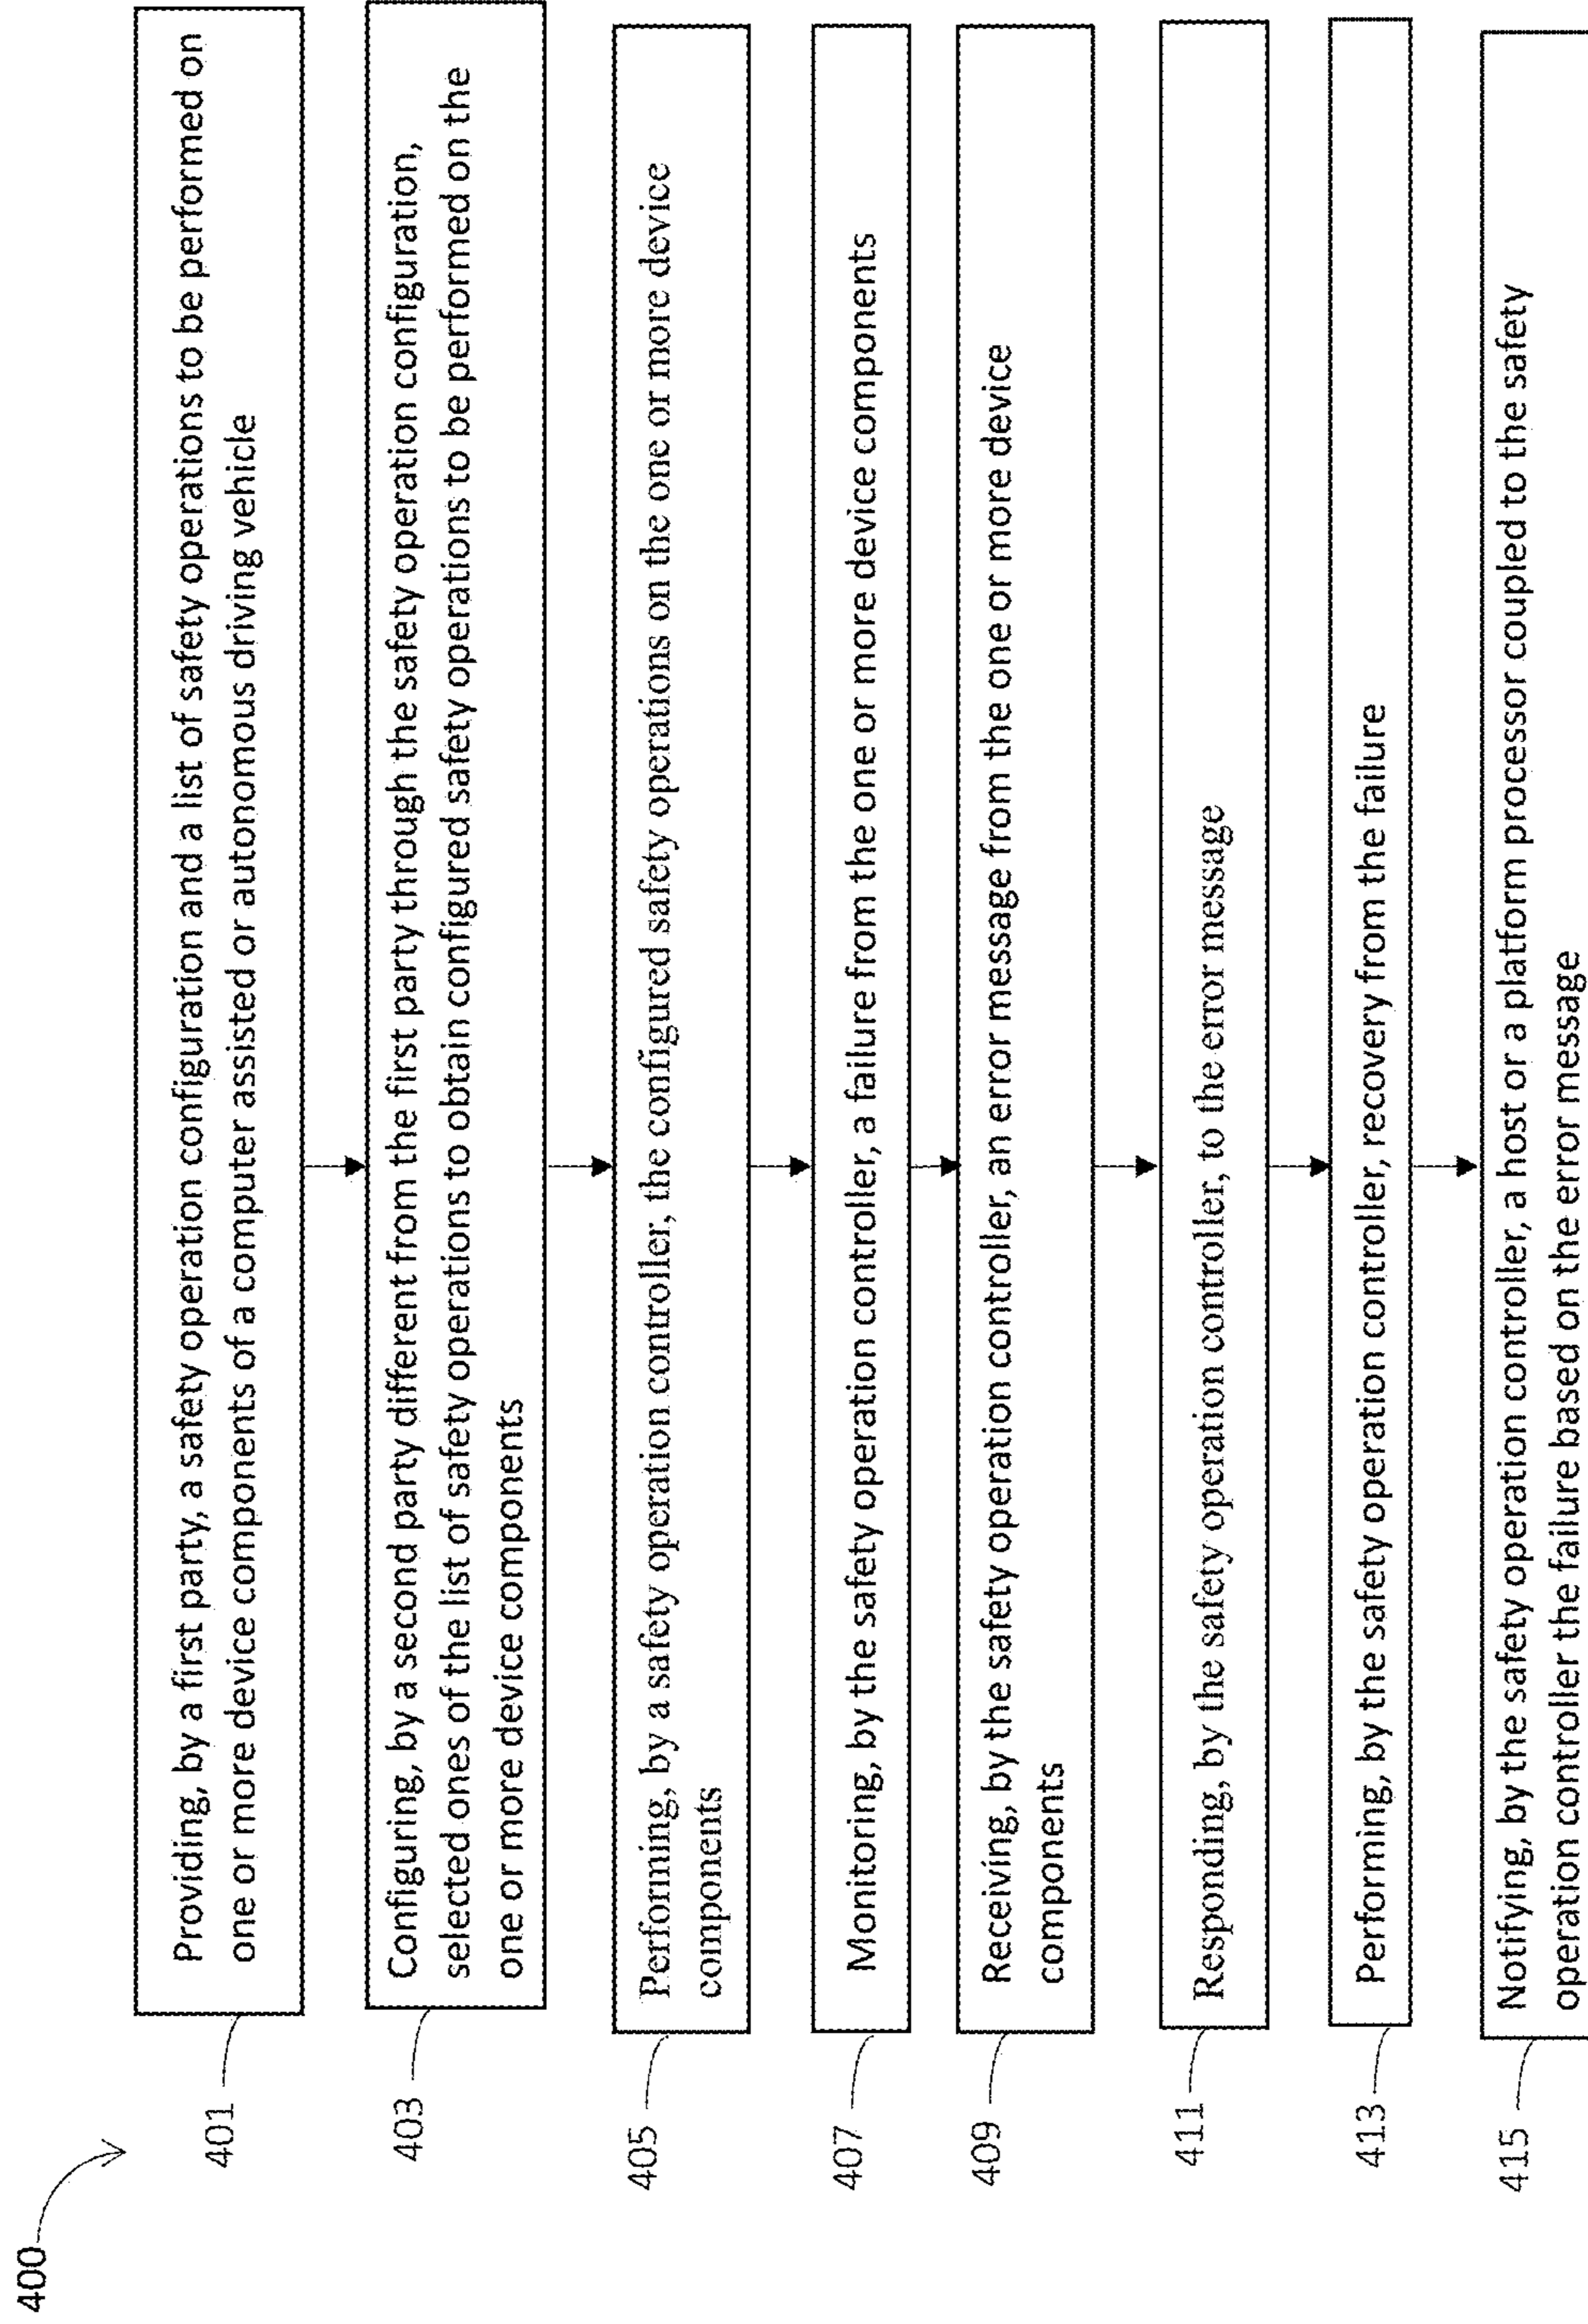 400
401
Providing, by a first party, a safety operation configuration and a list of safety operations to be performed on
one or more device components of a computer assisted or autonomous driving vehicle
403
Configuring, by a second party different from the first party through the safety operation configuration,
selected ones of the list of safety operations to obtain configured safety operations to be performed on the
one or more device components
405
Performing, by a safety operation controller, the configured safety operations on the one or more device
components
407
Monitoring, by the safety operation controller, a failure from the one or more device components
409
Receiving, by the safety operation controller, an error message from the one or more device
components
411
Responding, by the safety operation controller, to the error message
413
Performing, by the safety operation controller, recovery from the failure
415
Notifying, by the safety operation controller, a host or a platform processor coupled to the safety
operation controller the failure based on the error message